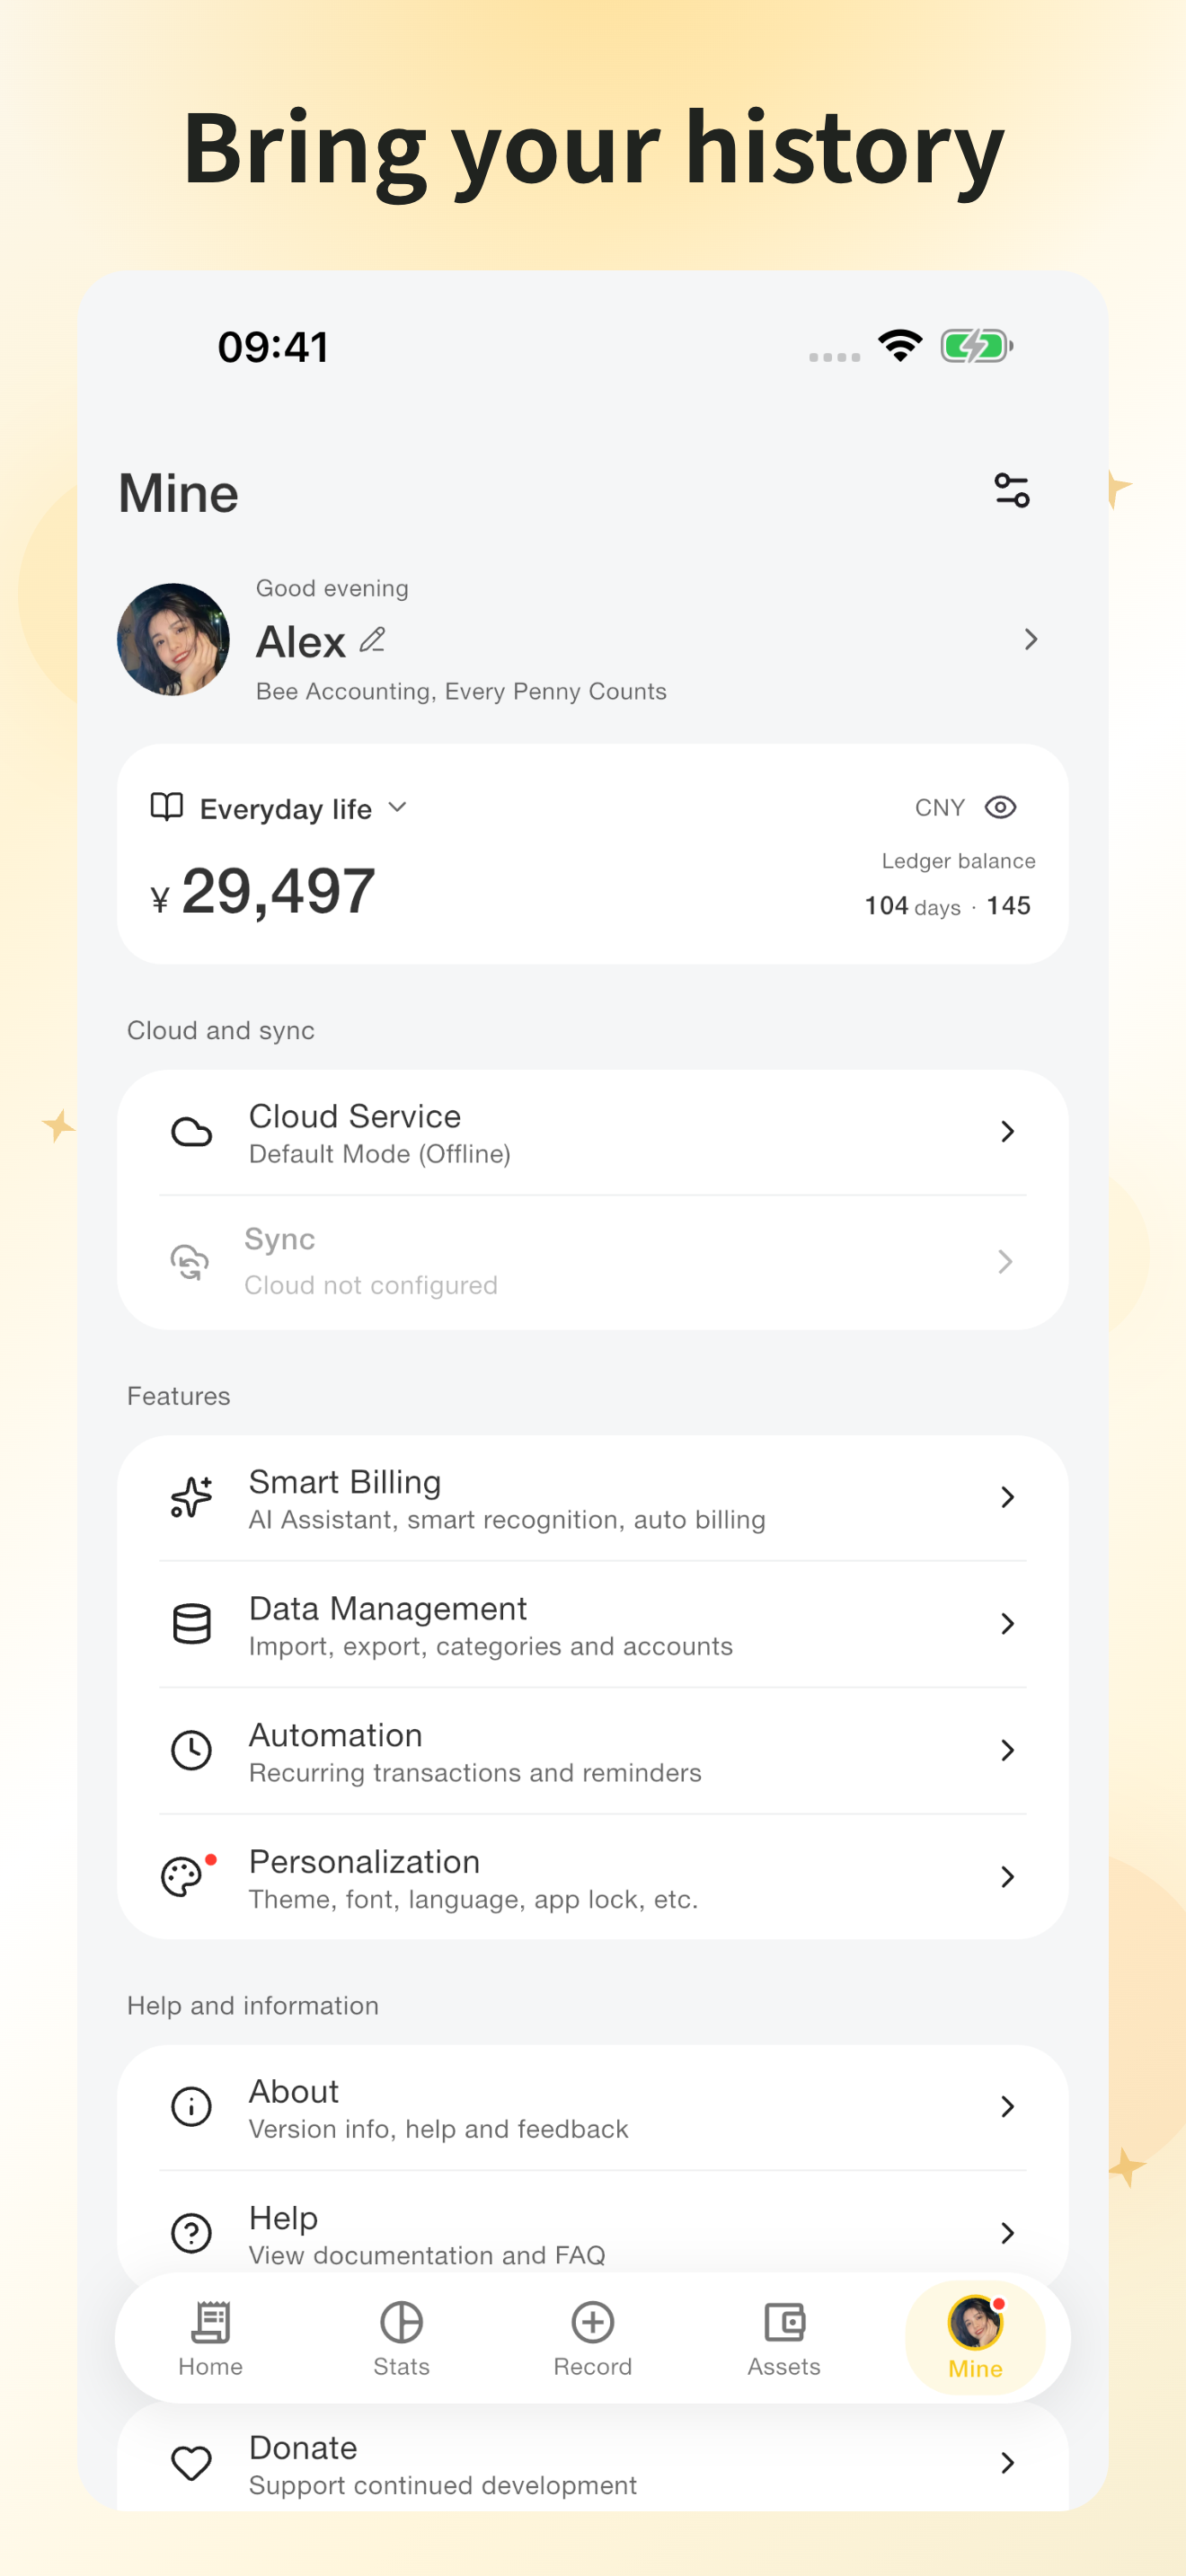 Bring your history
09:41
Mine
Good evening
Alex
Bee Accounting, Every Penny Counts
Everyday life
CNY
Ledger balance
¥ 29,497
104 days · 145
Cloud and sync
Cloud Service
Default Mode (Offline)
Sync
Cloud not configured
Features
Smart Billing
AI Assistant, smart recognition, auto billing
Data Management
Import, export, categories and accounts
Automation
Recurring transactions and reminders
Personalization
Theme, font, language, app lock, etc.
Help and information
About
Version info, help and feedback
Help
View documentation and FAQ
Home
Stats
Record
Assets
Mine
Donate
Support continued development